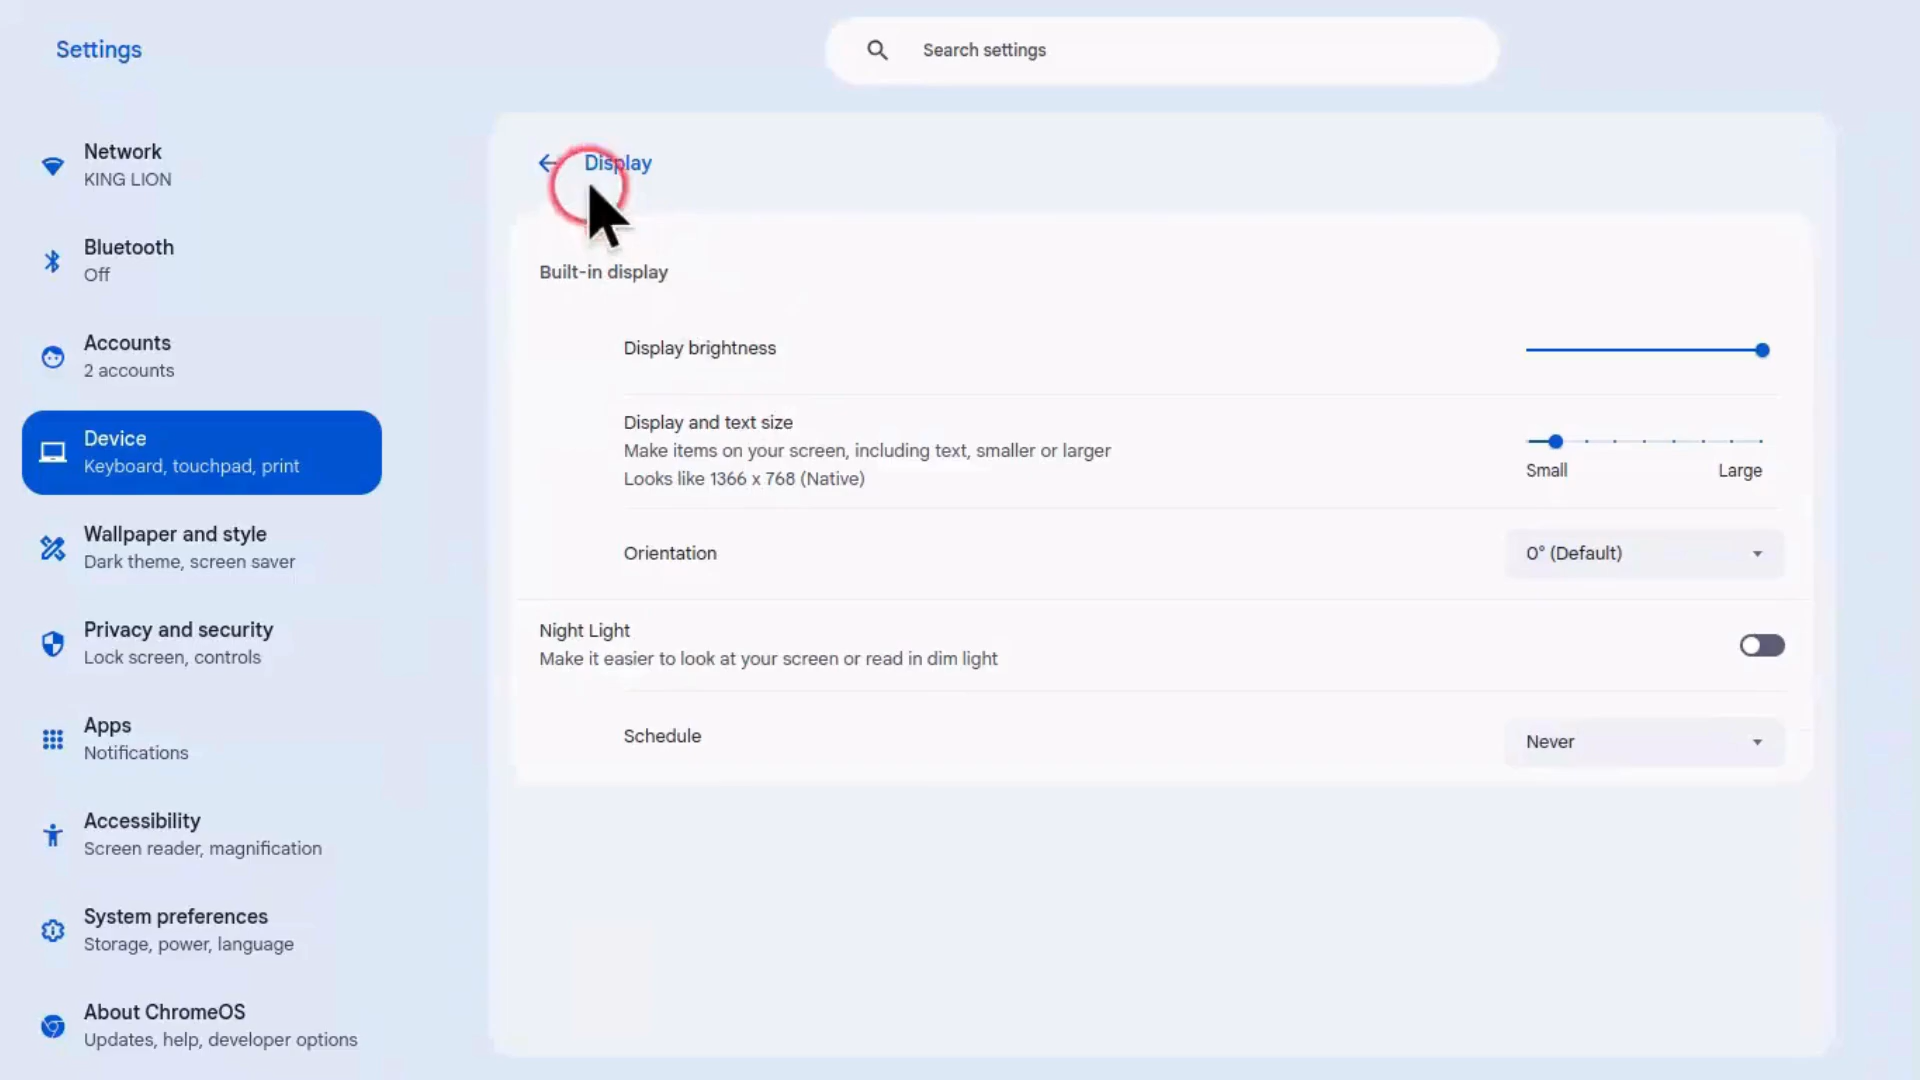 Settings
Search settings
Network
KING LION
Bluetooth
Off
Accounts
2 accounts
Device
Keyboard, touchpad, print
Wallpaper and style
Dark theme, screen saver
Privacy and security
Lock screen, controls
Apps
Notifications
Accessibility
Screen reader, magnification
System preferences
Storage, power, language
About ChromeOS
Updates, help, developer options
Display
Built-in display
Display brightness
Display and text size
Make items on your screen, including text, smaller or larger
Looks like 1366 x 768 (Native)
Small Large
Orientation
0° (Default)
Night Light
Make it easier to look at your screen or read in dim light
Schedule
Never